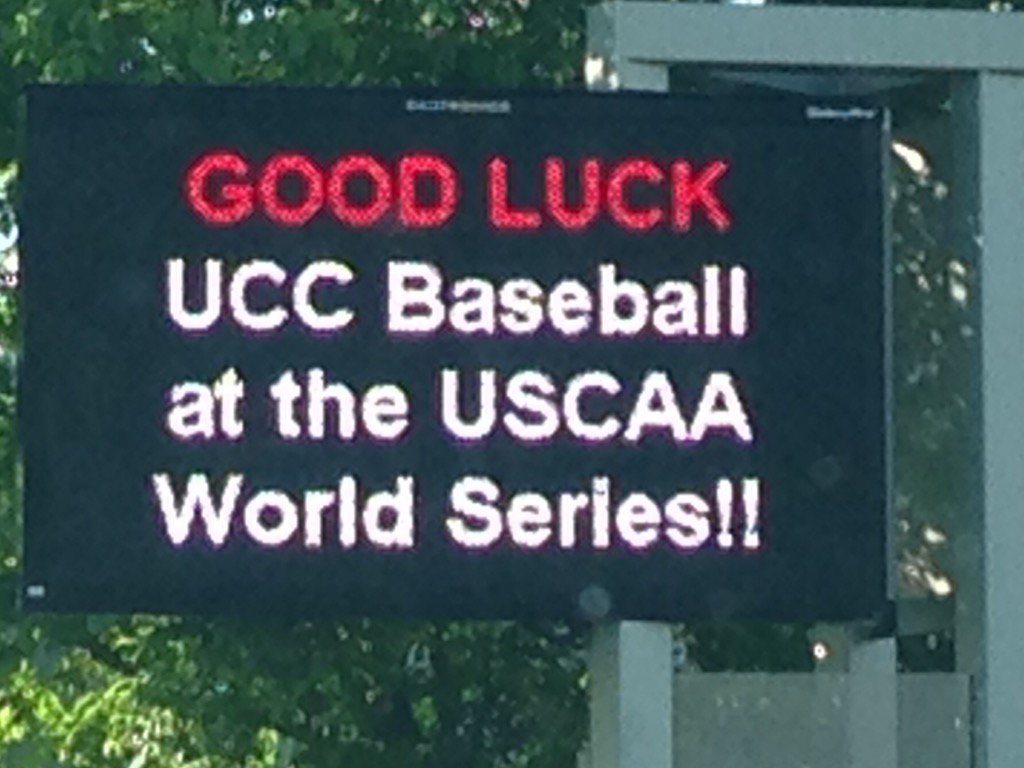 GOOD LUCK
UCC Baseball
at the USCAA
World Series!!